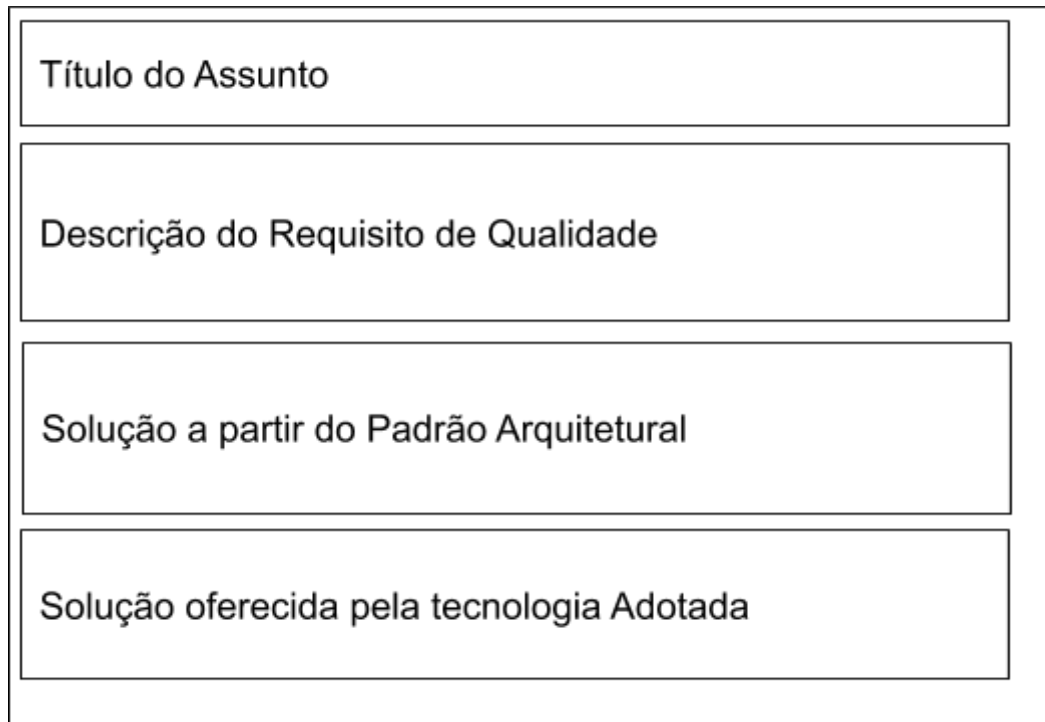 Título do Assunto
Descrição do Requisito de Qualidade
Solução a partir do Padrão Arquitetural
Solução oferecida pela tecnologia Adotada